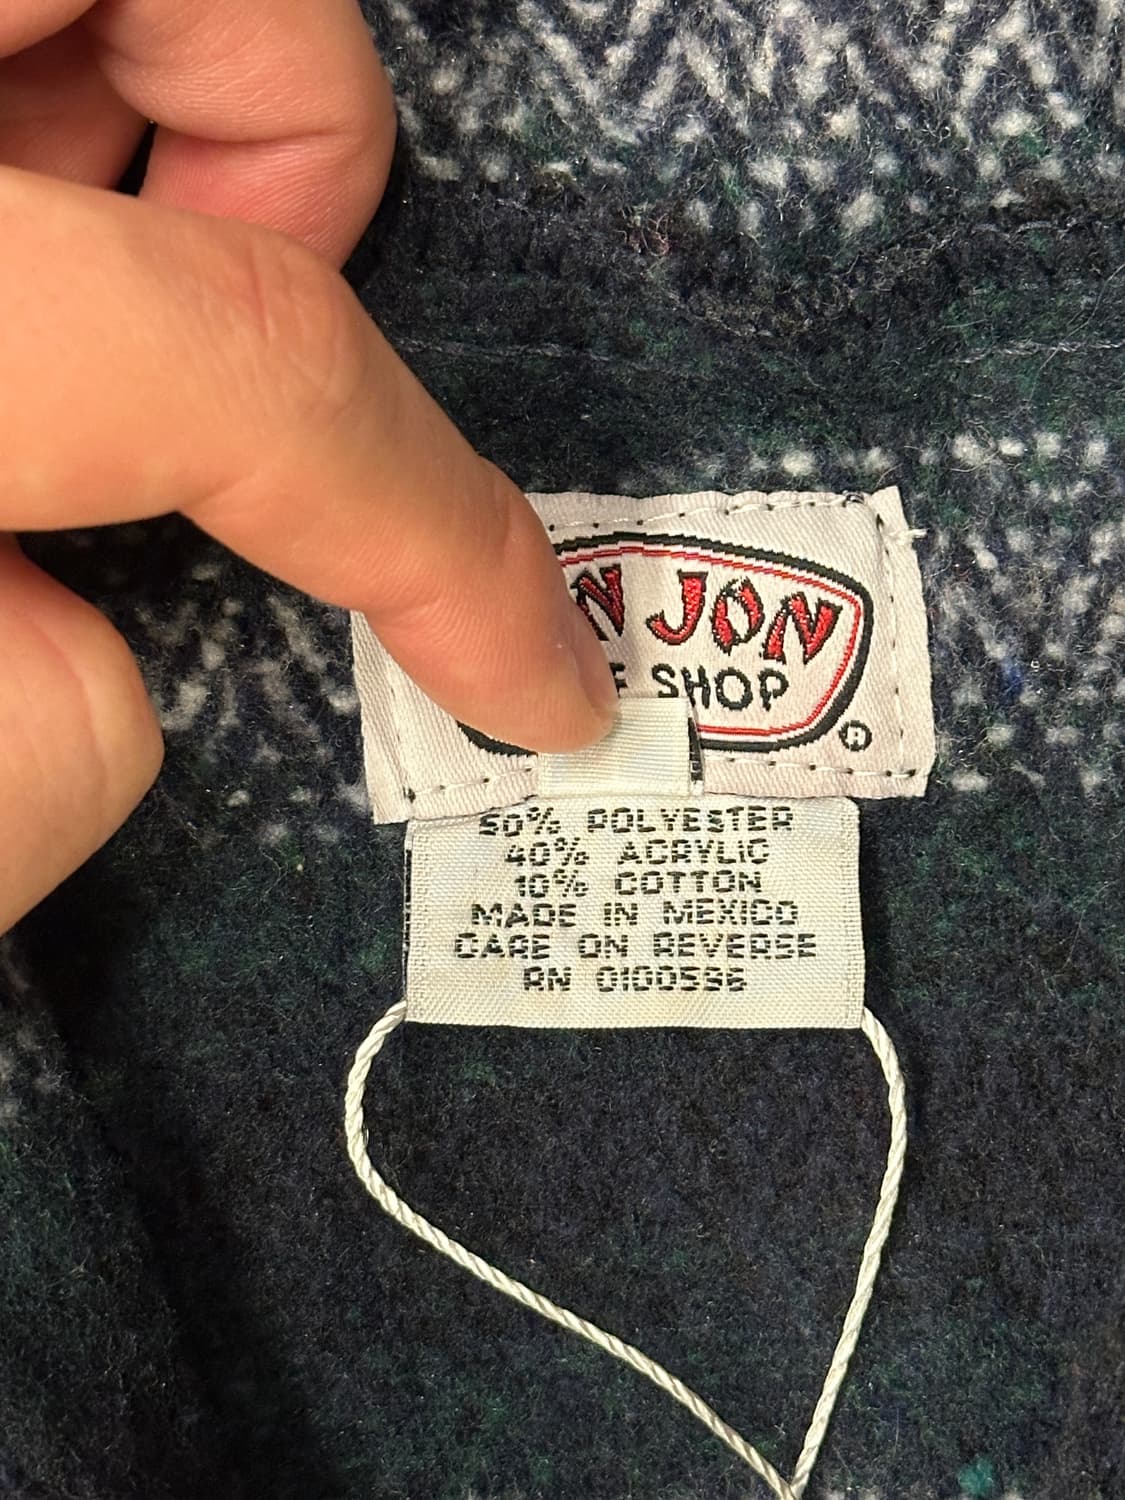 JON
SHOP
®
50% POLYESTER
40% ACRYLIC
10% COTTON
MADE IN MEXICO
CARE ON REVERSE
RN 0100596